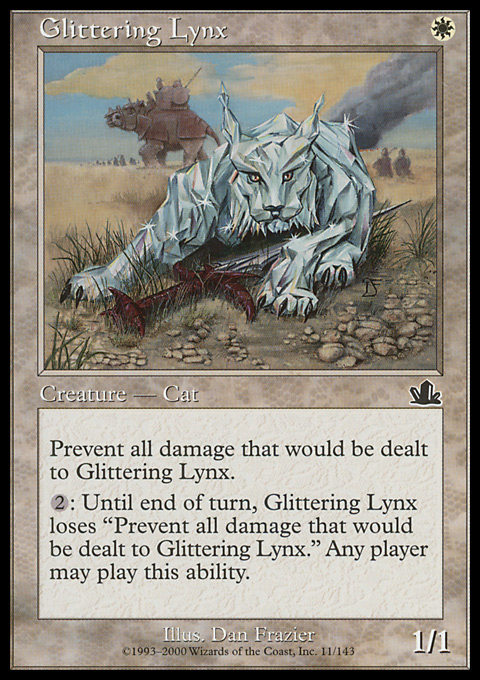 Glittering Lynx
Creature — Cat
Prevent all damage that would be dealt
to Glittering Lynx.
2: Until end of turn, Glittering Lynx
loses “Prevent all damage that would
be dealt to Glittering Lynx.” Any player
may play this ability.
Illus. Dan Frazier
©1993–2000 Wizards of the Coast, Inc. 11/143
1/1